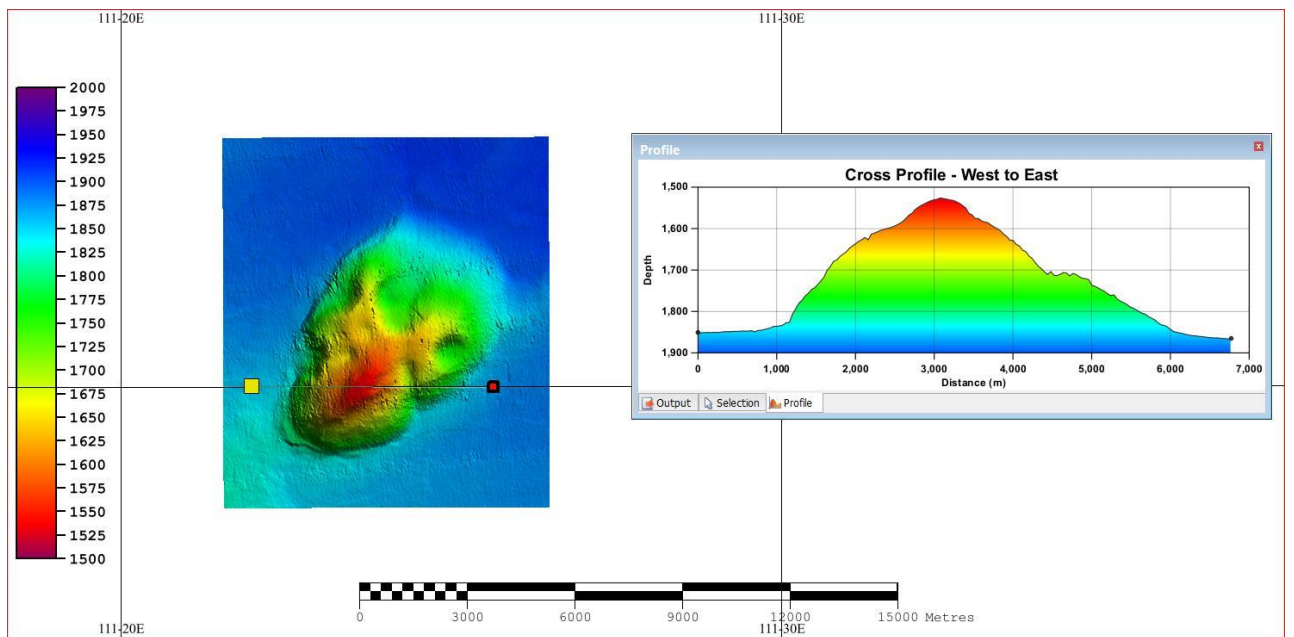 111-20E
111-30E
2000
1975
1950
1925
1900
1875
1850
1825
1800
1775
1750
1725
1700
1675
1650
1625
1600
1575
1550
1525
1500
Profile
x
Cross Profile - West to East
Depth
1,500
1,600
1,700
1,800
1,900
0 1,000 2,000 3,000 4,000 5,000 6,000 7,000
Distance (m)
Output Selection Profile
0 3000 6000 9000 12000 15000 Metres
111-20E
111-30E